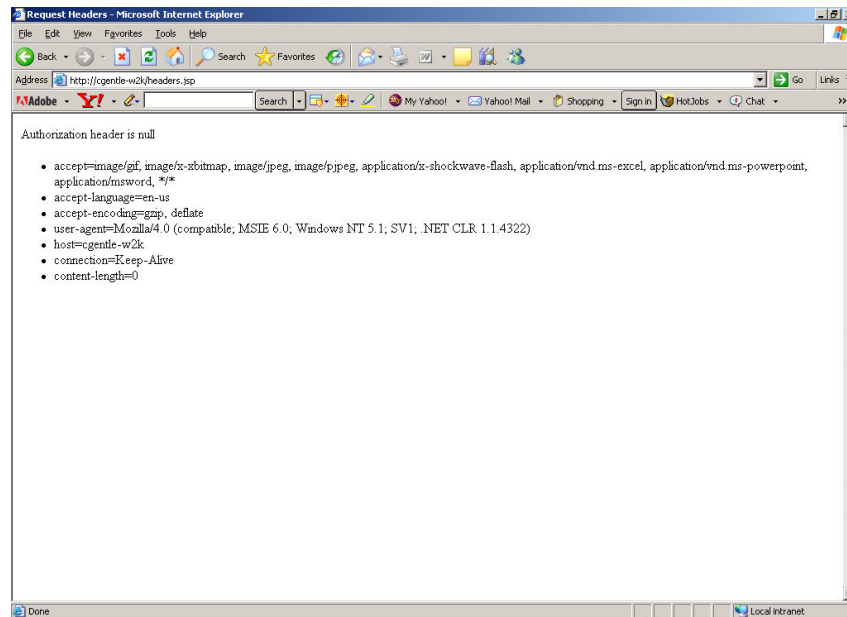 Request Headers - Microsoft Internet Explorer
File Edit View Favorites Tools Help
Back Search Favorites
Address http://cgentle-w2k/headers.jsp Go Links
Adobe Y! Search My Yahoo! Yahoo! Mail Shopping Sign in HotJobs Chat »
Authorization header is null
• accept=image/gif, image/x-xbitmap, image/jpeg, image/pjpeg, application/x-shockwave-flash, application/vnd.ms-excel, application/vnd.ms-powerpoint,
application/msword, */*
• accept-language=en-us
• accept-encoding=gzip, deflate
• user-agent=Mozilla/4.0 (compatible; MSIE 6.0; Windows NT 5.1; SV1; .NET CLR 1.1.4322)
• host=cgentle-w2k
• connection=Keep-Alive
• content-length=0
Done Local intranet